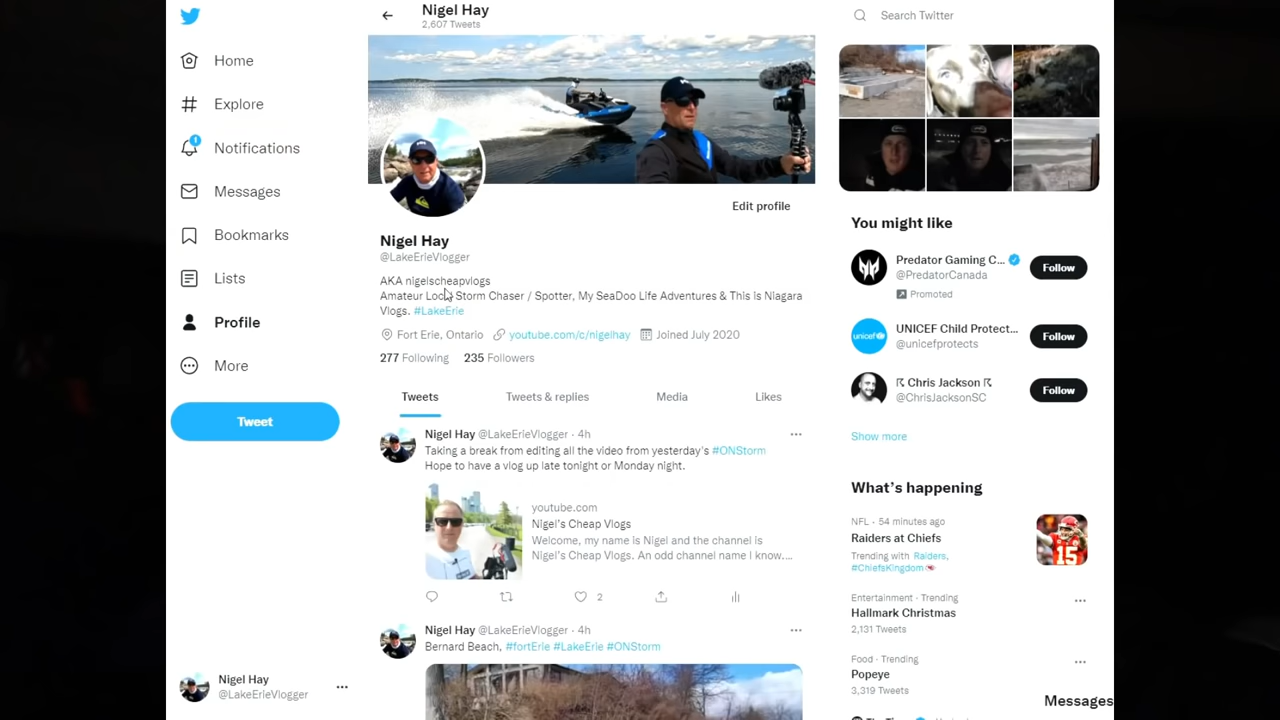 Nigel Hay
2,607 Tweets
Search Twitter
Home
Explore
Notifications
Messages
Bookmarks
Lists
Profile
More
Tweet
Nigel Hay
@LakeErieVlogger
Edit profile
Nigel Hay
@LakeErieVlogger
AKA nigelscheapvlogs
Amateur Local Storm Chaser / Spotter, My SeaDoo Life Adventures & This is Niagara
Vlogs. #LakeErie
Fort Erie, Ontario youtube.com/c/nigelhay Joined July 2020
277 Following 235 Followers
Tweets Tweets & replies Media Likes
Nigel Hay @LakeErieVlogger · 4h
Taking a break from editing all the video from yesterday's #ONStorm
Hope to have a vlog up late tonight or Monday night.
youtube.com
Nigel's Cheap Vlogs
Welcome, my name is Nigel and the channel is
Nigel's Cheap Vlogs. An odd channel name I know....
2
Nigel Hay @LakeErieVlogger · 4h
Bernard Beach, #fortErie #LakeErie #ONStorm
You might like
Predator Gaming C...
@PredatorCanada
Promoted
Follow
unicef
UNICEF Child Protect...
@unicefprotects
Follow
Chris Jackson
@ChrisJacksonSC
Follow
Show more
What's happening
NFL · 54 minutes ago
Raiders at Chiefs
Trending with Raiders,
#ChiefsKingdom
15
Entertainment · Trending
Hallmark Christmas
2,131 Tweets
Food · Trending
Popeye
3,319 Tweets
Messages